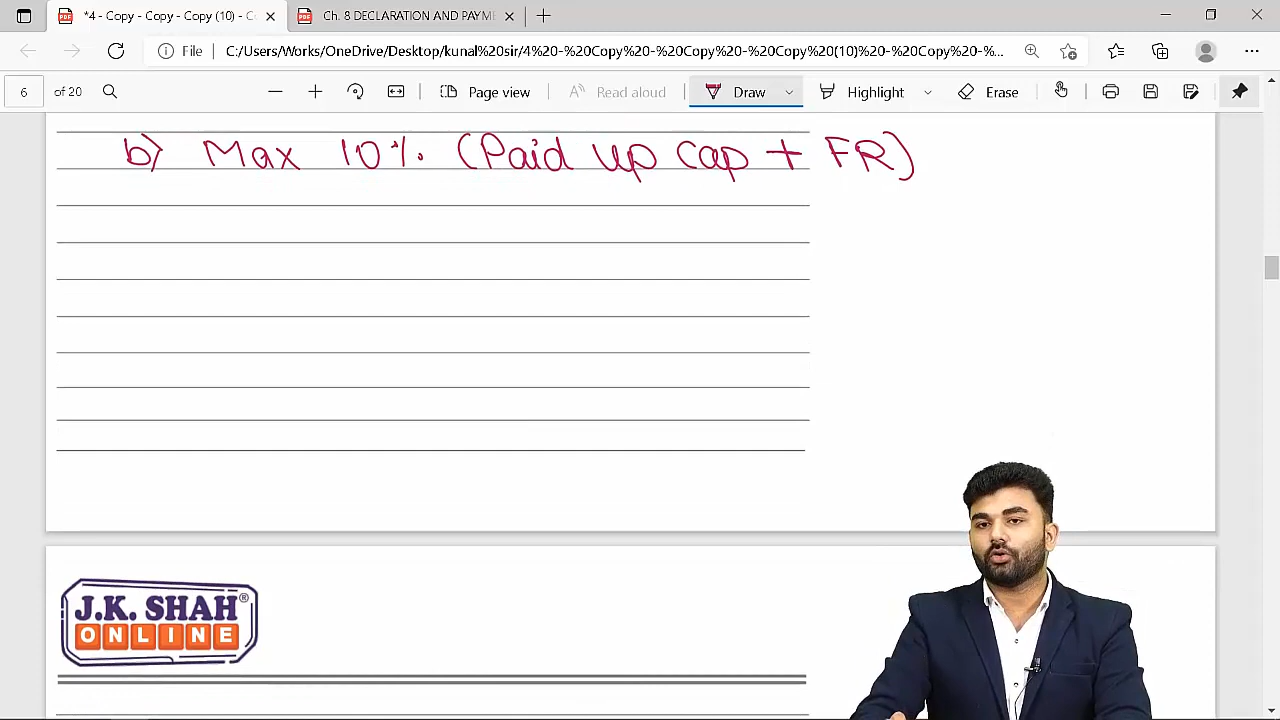 *4 - Copy - Copy - Copy (10) - C
Ch. 8 DECLARATION AND PAYM
File
C:/Users/Works/OneDrive/Desktop/kunal%20sir/4%20-%20Copy%20-%20Copy%20-%20Copy%20(10)%20-%20Copy%20-%...
6 of 20
Page view
Read aloud
Draw
Highlight
Erase
b) Max 10%. (Paid up cap + FR)
J.K. SHAH®
ONLINE